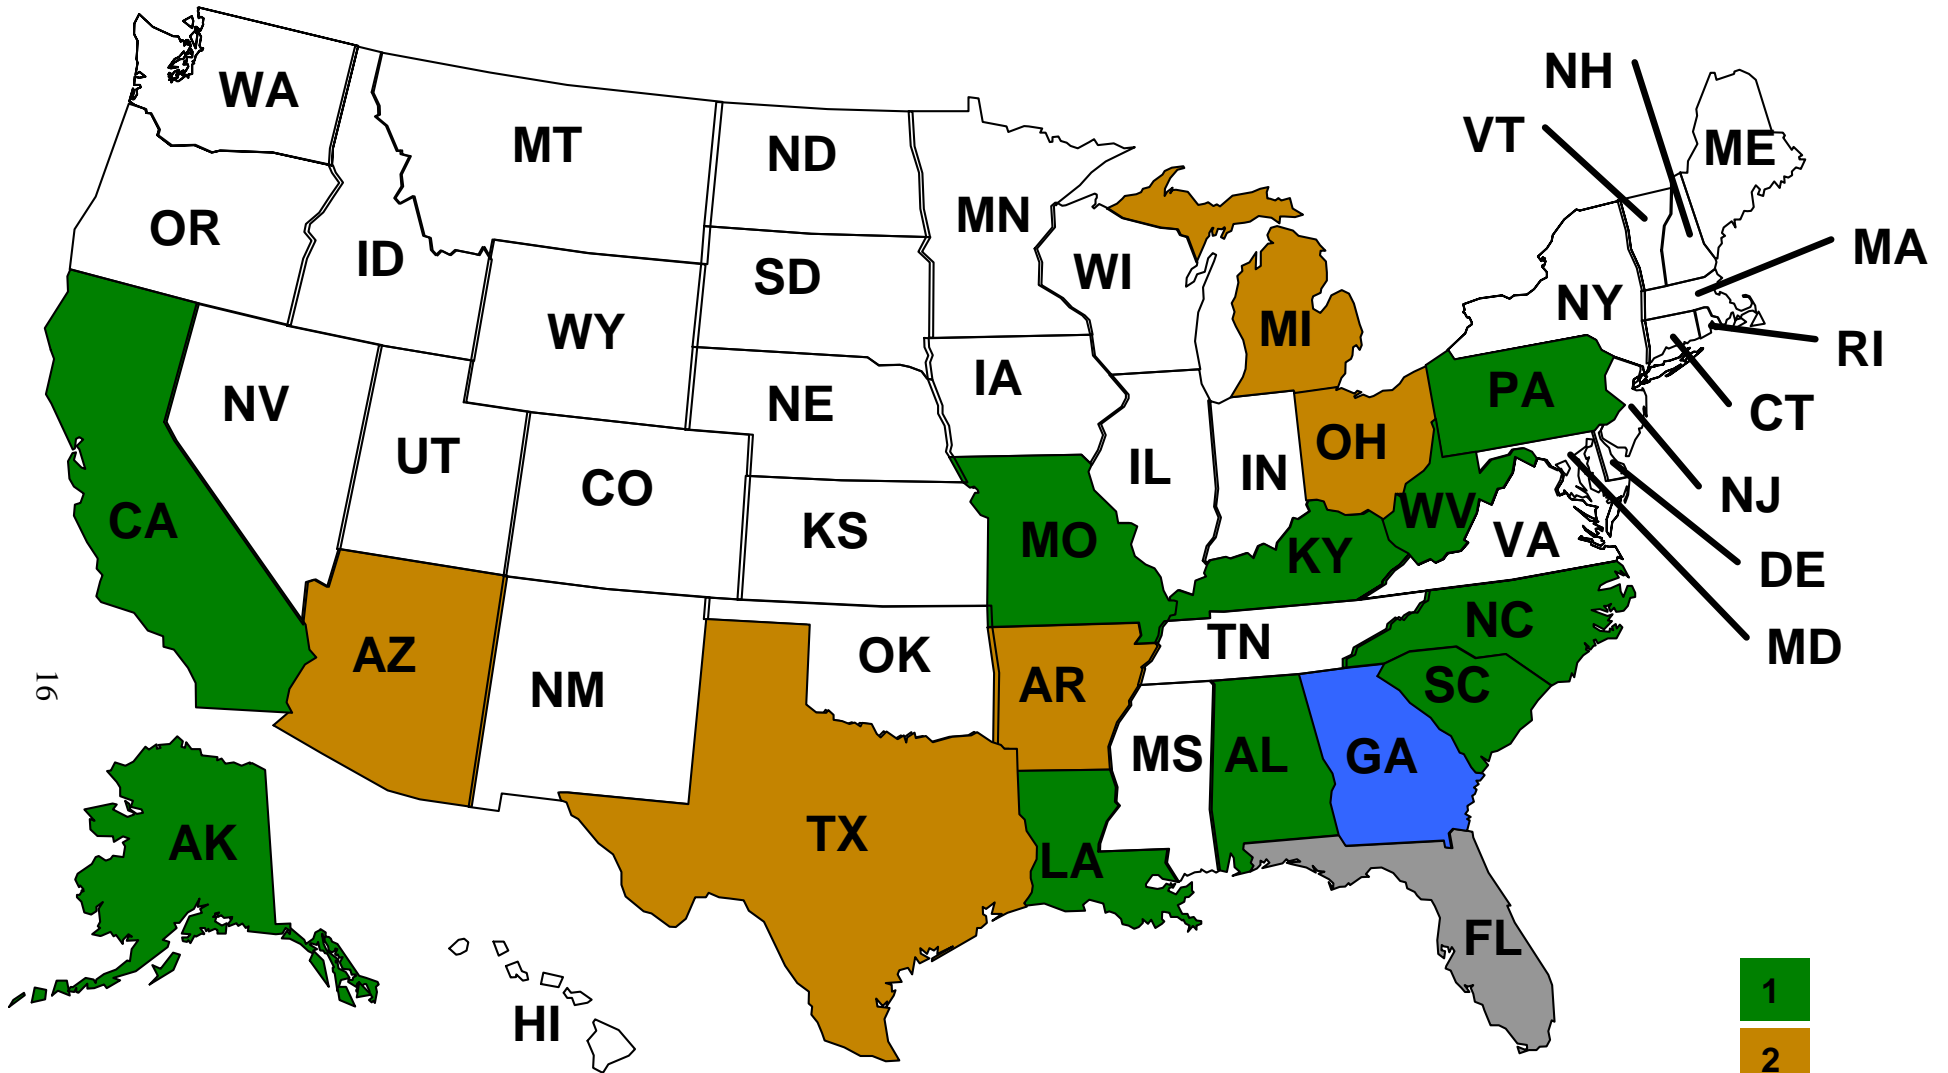 NH
WA
VT
MT
ME
ND
MN
OR
MA
ID
WI
SD
NY
WY
MI
RI
IA
PA
NV
NE
CT
OH
UT
IL
IN
CO
NJ
CA
WV
KS
MO
VA
KY
DE
NC
TN
MD
AZ
OK
AR
SC
16
NM
MS
AL
GA
TX
AK
LA
FL
1
HI
2